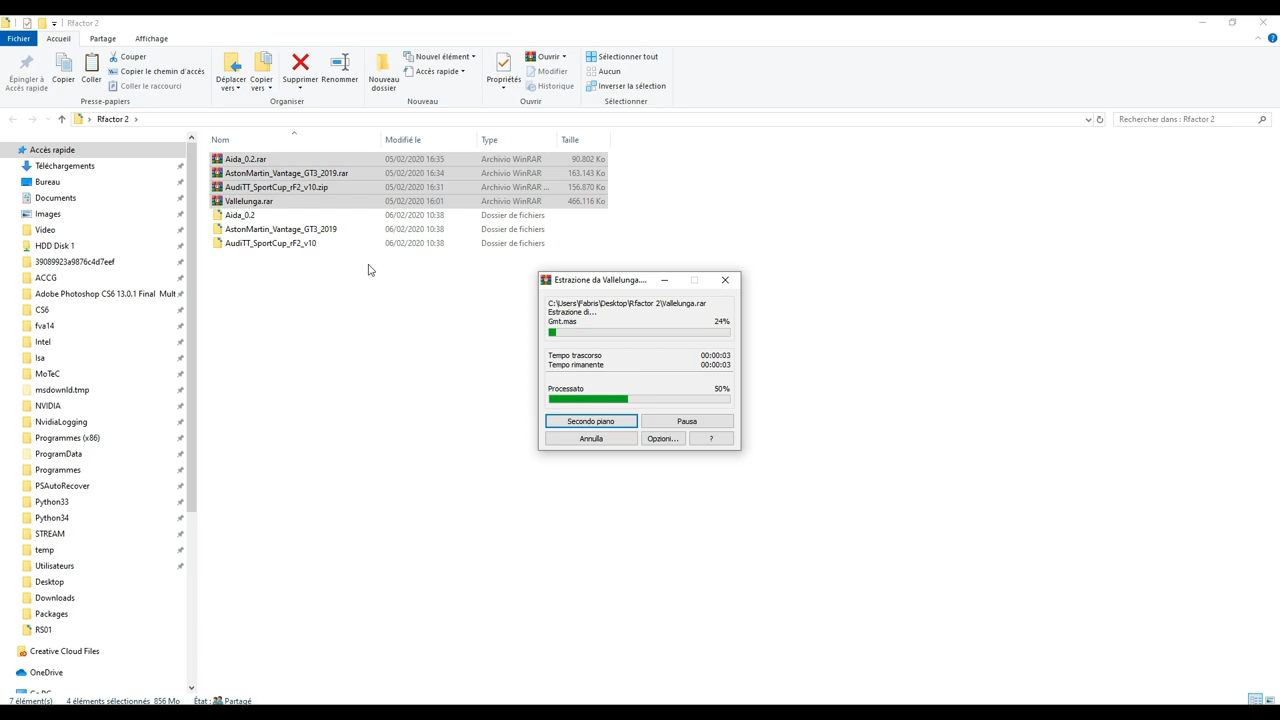 Rfactor 2
Fichier Accueil Partage Affichage
Épingler à Accès rapide
Copier
Coller
Couper
Copier le chemin d'accès
Coller le raccourci
Presse-papiers
Déplacer vers
Copier vers
Supprimer
Renommer
Organiser
Nouveau dossier
Nouvel élément
Accès rapide
Nouveau
Propriétés
Ouvrir
Modifier
Historique
Ouvrir
Sélectionner tout
Aucun
Inverser la sélection
Sélectionner
Rfactor 2
Rechercher dans : Rfactor 2
Nom Modifié le Type Taille
Aida_0.2.rar 05/02/2020 16:35 Archivio WinRAR 90.802 Ko
AstonMartin_Vantage_GT3_2019.rar 05/02/2020 16:34 Archivio WinRAR 163.143 Ko
AudiTT_SportCup_rF2_v10.zip 05/02/2020 16:31 Archivio WinRAR ... 156.870 Ko
Vallelunga.rar 05/02/2020 16:01 Archivio WinRAR 466.116 Ko
Aida_0.2 06/02/2020 10:38 Dossier de fichiers
AstonMartin_Vantage_GT3_2019 06/02/2020 10:38 Dossier de fichiers
AudiTT_SportCup_rF2_v10 06/02/2020 10:38 Dossier de fichiers
Accès rapide
Téléchargements
Bureau
Documents
Images
Video
HDD Disk 1
39089923a9876c4d7eef
ACCG
Adobe Photoshop CS6 13.0.1 Final Mult
CS6
fva14
Intel
Isa
MoTeC
msdownld.tmp
NVIDIA
NvidiaLogging
Programmes (x86)
ProgramData
Programmes
PSAutoRecover
Python33
Python34
STREAM
temp
Utilisateurs
Desktop
Downloads
Packages
RS01
Creative Cloud Files
OneDrive
Estrazione da Vallelunga....
C:\Users\Fabris\Desktop\Rfactor 2\Vallelunga.rar
Estrazione di...
Gmt.mas 24%
Tempo trascorso 00:00:03
Tempo rimanente 00:00:03
Processato 50%
Secondo piano Pausa
Annulla Opzioni... ?
7 élément(s) 4 éléments sélectionnés 856 Mo État : Partagé